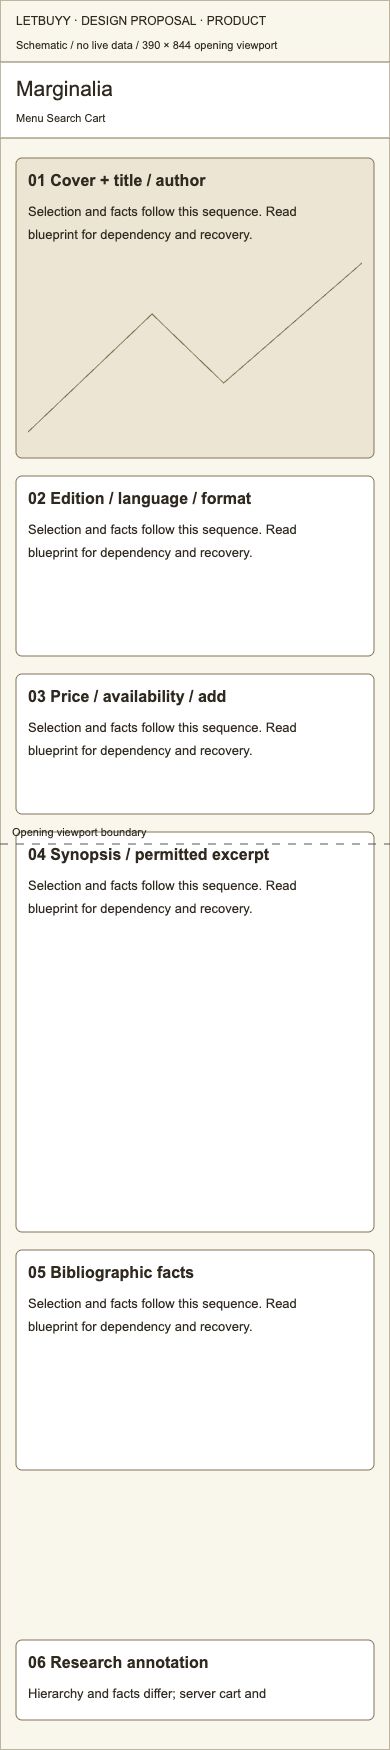 LETBUYY · DESIGN PROPOSAL · PRODUCT
Schematic / no live data / 390 × 844 opening viewport
Marginalia
Menu Search Cart
01 Cover + title / author
Selection and facts follow this sequence. Read
blueprint for dependency and recovery.
02 Edition / language / format
Selection and facts follow this sequence. Read
blueprint for dependency and recovery.
03 Price / availability / add
Selection and facts follow this sequence. Read
blueprint for dependency and recovery.
Opening viewport boundary
04 Synopsis / permitted excerpt
Selection and facts follow this sequence. Read
blueprint for dependency and recovery.
05 Bibliographic facts
Selection and facts follow this sequence. Read
blueprint for dependency and recovery.
06 Research annotation
Hierarchy and facts differ; server cart and